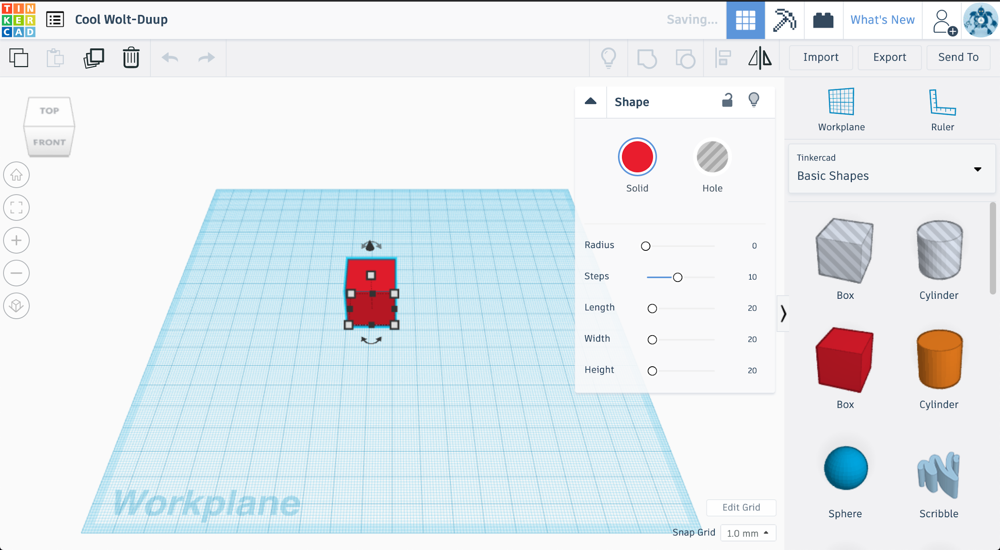 TIN
KER
CAD
Cool Wolt-Duup
Saving...
What's New
Import
Export
Send To
TOP
FRONT
Shape
Workplane
Ruler
Solid
Hole
Tinkercad
Basic Shapes
Radius 0
Steps 10
Length 20
Width 20
Height 20
Box
Cylinder
Box
Cylinder
Sphere
Scribble
Workplane
Edit Grid
Snap Grid 1.0 mm